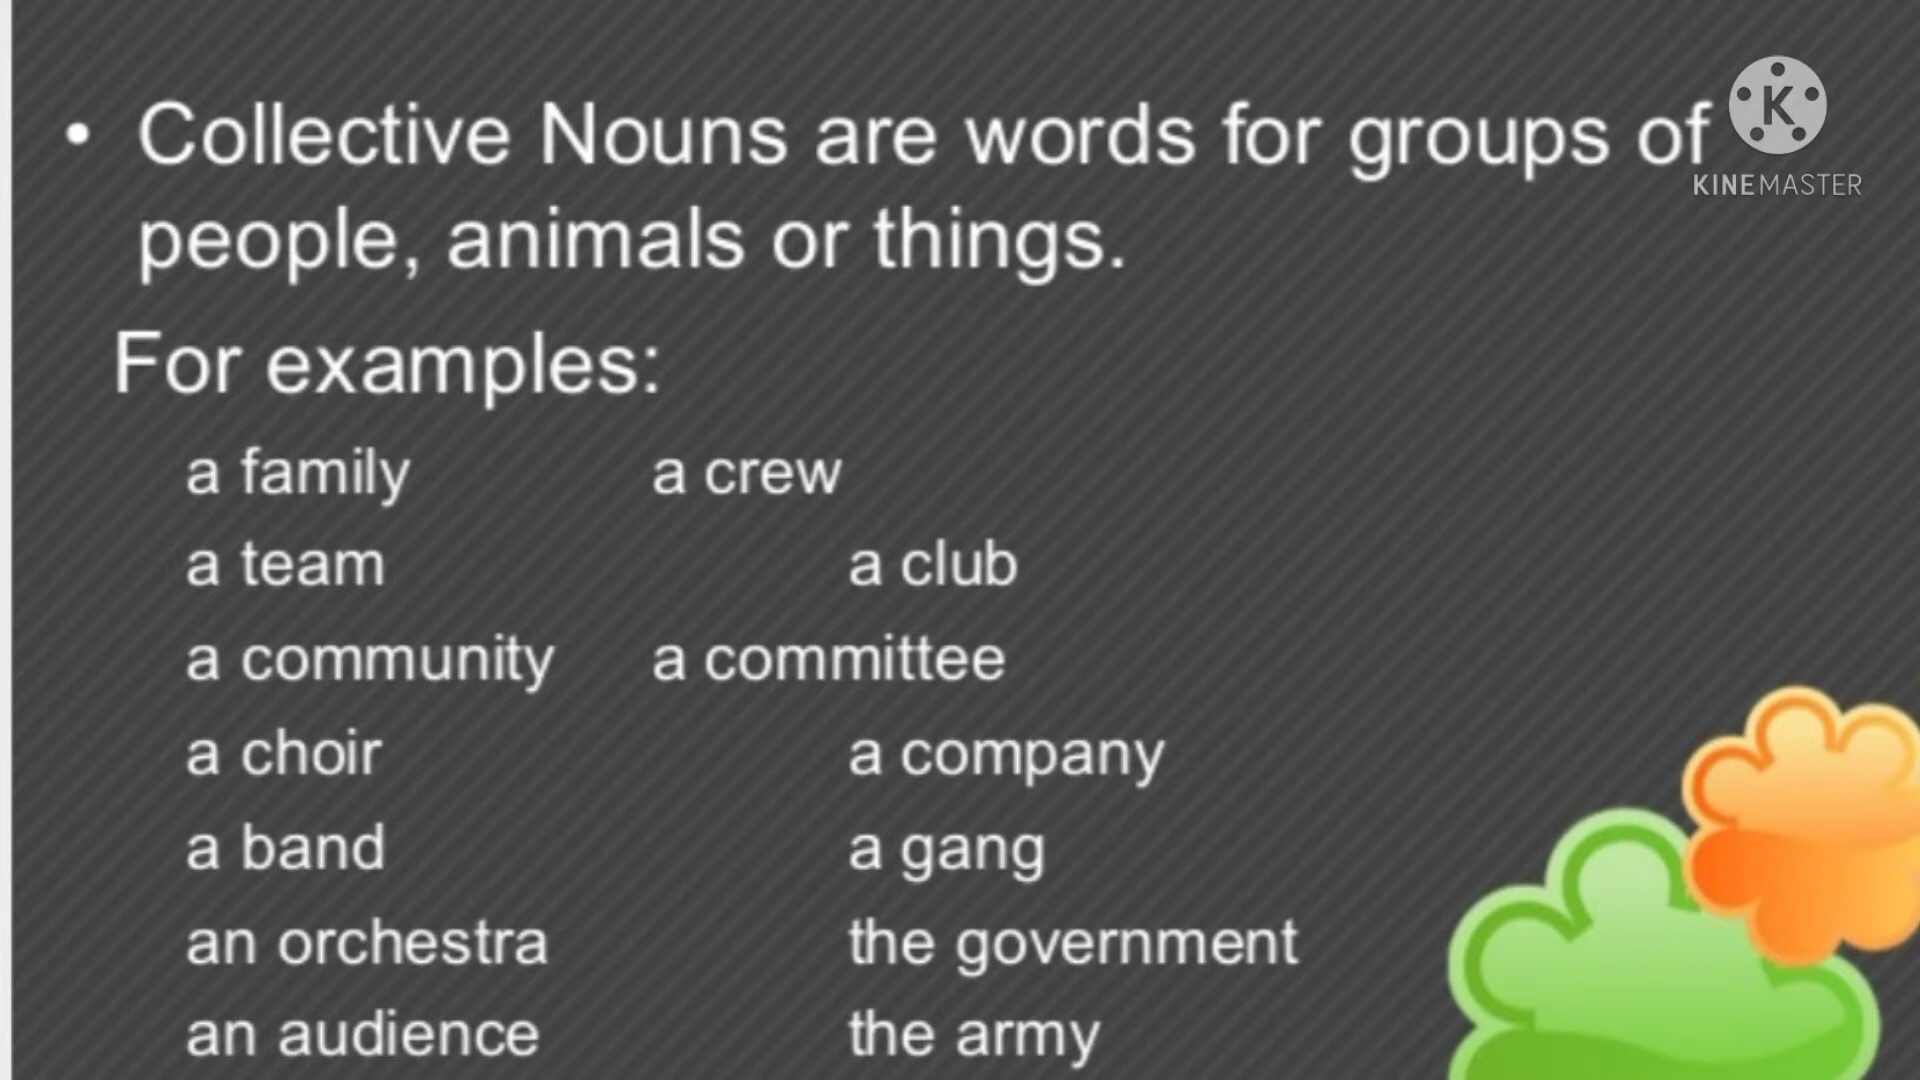 • Collective Nouns are words for groups of
people, animals or things.
For examples:
a family a crew
a team a club
a community a committee
a choir a company
a band a gang
an orchestra the government
an audience the army
K
KINEMASTER